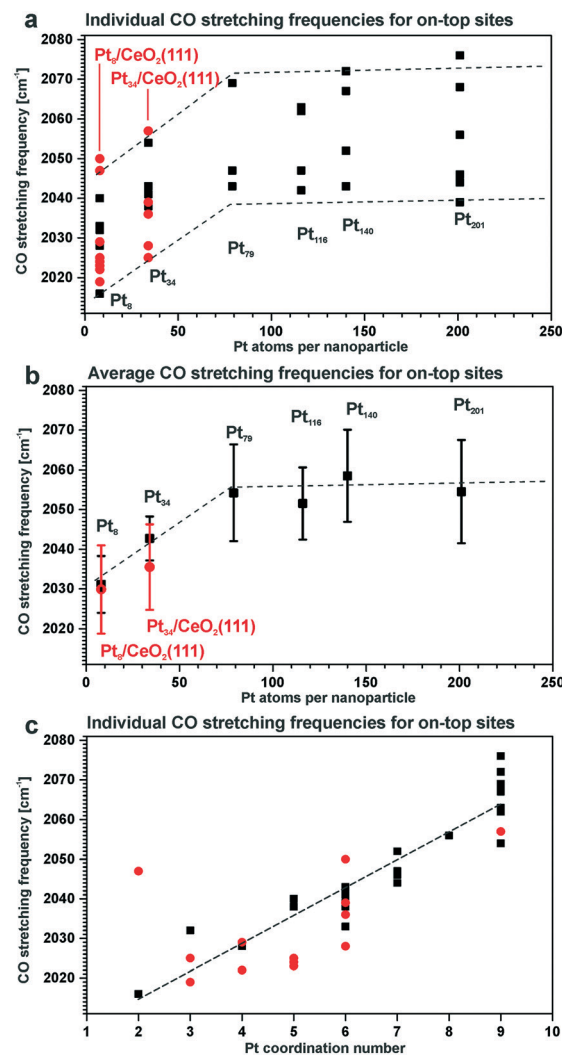 a Individual CO stretching frequencies for on-top sites
2080
Pt₈/CeO₂(111)
Pt₃₄/CeO₂(111)
2070
2060
2050
2040
2030
2020
CO stretching frequency [cm⁻¹]
Pt₈
Pt₃₄
Pt₇₉
Pt₁₁₆
Pt₁₄₀
Pt₂₀₁
0 50 100 150 200 250
Pt atoms per nanoparticle
b Average CO stretching frequencies for on-top sites
2080
2070
2060
2050
2040
2030
2020
CO stretching frequency) [cm⁻¹]
Pt₈
Pt₃₄
Pt₇₉
Pt₁₁₆
Pt₁₄₀
Pt₂₀₁
Pt₃₄/CeO₂(111)
Pt₈/CeO₂(111)
0 50 100 150 200 250
Pt atoms per nanoparticle
c Individual CO stretching frequencies for on-top sites
2080
2070
2060
2050
2040
2030
2020
CO stretching frequency [cm⁻¹]
1 2 3 4 5 6 7 8 9 10
Pt coordination number